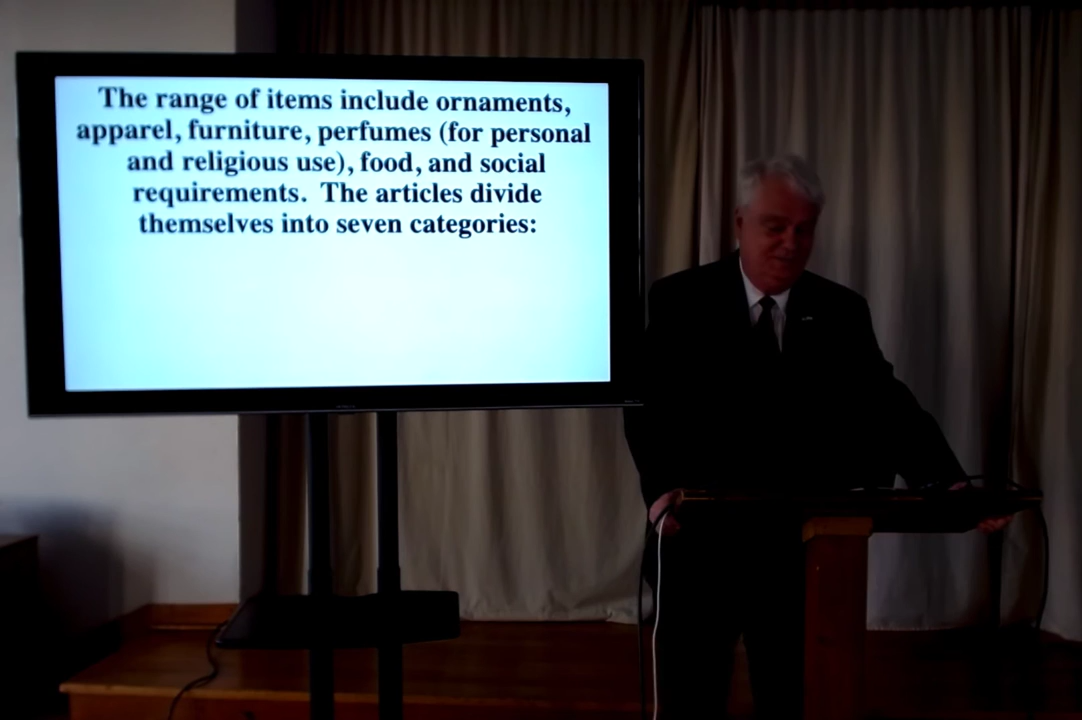 The range of items include ornaments,
apparel, furniture, perfumes (for personal
and religious use), food, and social
requirements.  The articles divide
themselves into seven categories: